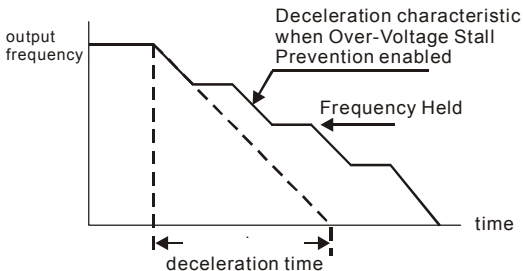 Deceleration characteristic
when Over-Voltage Stall
Prevention enabled
output
frequency
Frequency Held
time
deceleration time